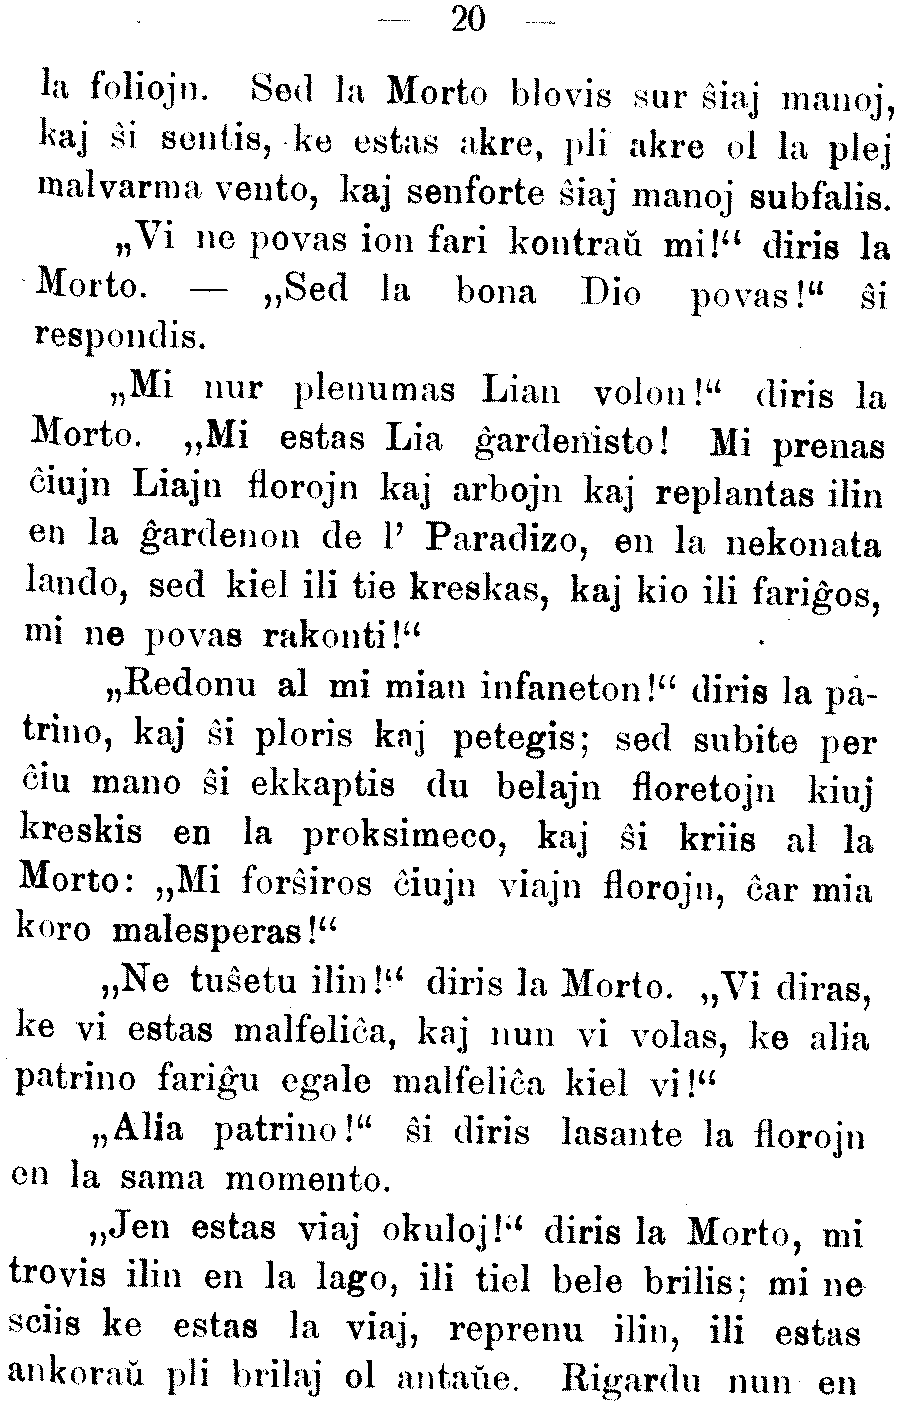 — 20 —
la foliojn. Sed la Morto blovis sur ŝiaj manoj,
kaj ŝi sentis, ke estas akre, pli akre ol la plej
malvarma vento, kaj senforte ŝiaj manoj subfalis.
„Vi ne povas ion fari kontraŭ mi!“ diris la
Morto. — „Sed la bona Dio povas!“ ŝi
respondis.
„Mi nur plenumas Lian volon!“ diris la
Morto. „Mi estas Lia ĝardenisto! Mi prenas
ĉiujn Liajn florojn kaj arbojn kaj replantas ilin
en la ĝardenon de l’ Paradizo, en la nekonata
lando, sed kiel ili tie kreskas, kaj kio ili fariĝos,
mi ne povas rakonti!“
„Redonu al mi mian infaneton!“ diris la pa-
trino, kaj ŝi ploris kaj petegis; sed subite per
ĉiu mano ŝi ekkaptis du belajn floretojn kiuj
kreskis en la proksimeco, kaj ŝi kriis al la
Morto: „Mi forŝiros ĉiujn viajn florojn, ĉar mia
koro malesperas!“
„Ne tuŝetu ilin!“ diris la Morto. „Vi diras,
ke vi estas malfeliĉa, kaj nun vi volas, ke alia
patrino fariĝu egale malfeliĉa kiel vi!“
„Alia patrino!“ ŝi diris lasante la florojn
en la sama momento.
„Jen estas viaj okuloj!“ diris la Morto, mi
trovis ilin en la lago, ili tiel bele brilis; mi ne
sciis ke estas la viaj, reprenu ilin, ili estas
ankoraŭ pli brilaj ol antaŭe. Rigardu nun en